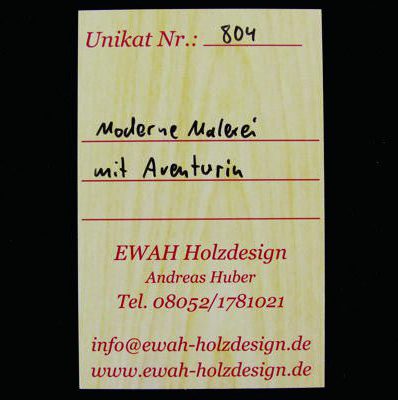 Unikat Nr.: 804
Moderne Malerei
mit Aventurin
EWAH Holzdesign
Andreas Huber
Tel. 08052/1781021
info@ewah-holzdesign.de
www.ewah-holzdesign.de